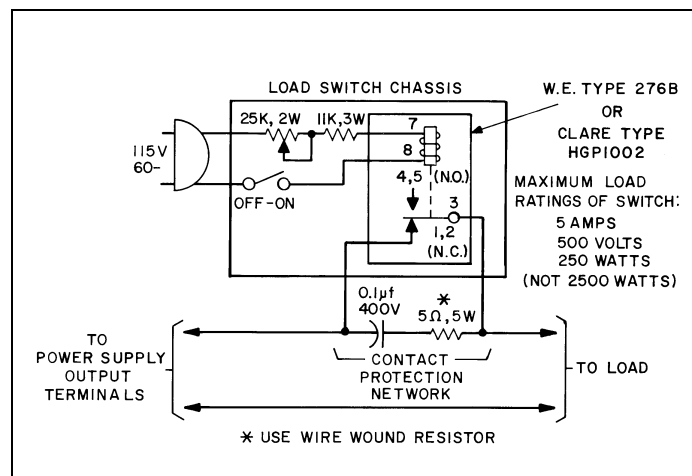 LOAD SWITCH CHASSIS
W.E. TYPE 276B
OR
CLARE TYPE
HGP1002
25K, 2W
11K, 3W
7
8
115V
60-
OFF-ON
4,5
(N.O.)
3
1,2
(N.C.)
MAXIMUM LOAD
RATINGS OF SWITCH:
5 AMPS
500 VOLTS
250 WATTS
(NOT 2500 WATTS)
0.1µf
400V
*
5Ω, 5W
TO
POWER SUPPLY
OUTPUT
TERMINALS
CONTACT
PROTECTION
NETWORK
TO LOAD
* USE WIRE WOUND RESISTOR